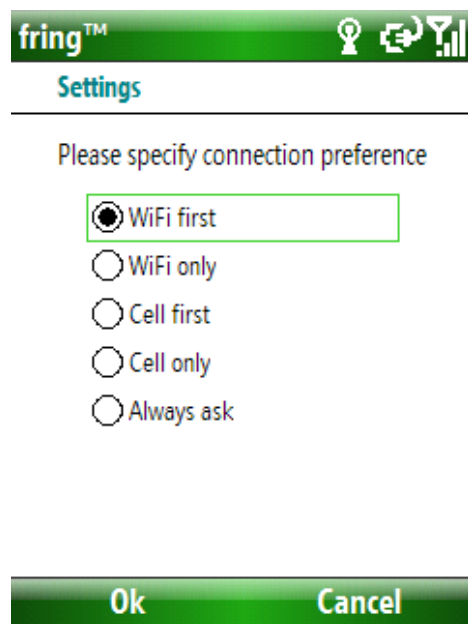 fring™
Settings
Please specify connection preference
WiFi first
WiFi only
Cell first
Cell only
Always ask
Ok Cancel